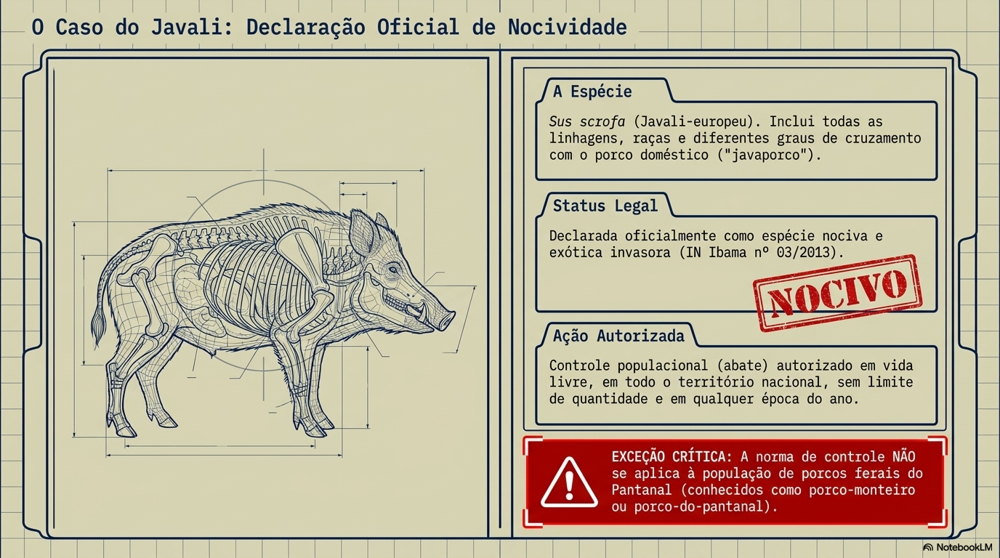 O Caso do Javali: Declaração Oficial de Nocividade
A Espécie
Sus scrofa (Javali-europeu). Inclui todas as
linhagens, raças e diferentes graus de cruzamento
com o porco doméstico ("javaporco").
Status Legal
Declarada oficialmente como espécie nociva e
exótica invasora (IN Ibama nº 03/2013).
NOCIVO
Ação Autorizada
Controle populacional (abate) autorizado em vida
livre, em todo o território nacional, sem limite
de quantidade e em qualquer época do ano.
EXCEÇÃO CRÍTICA: A norma de controle NÃO
se aplica à população de porcos ferais do
Pantanal (conhecidos como porco-monteiro
ou porco-do-pantanal).
NotebookLM